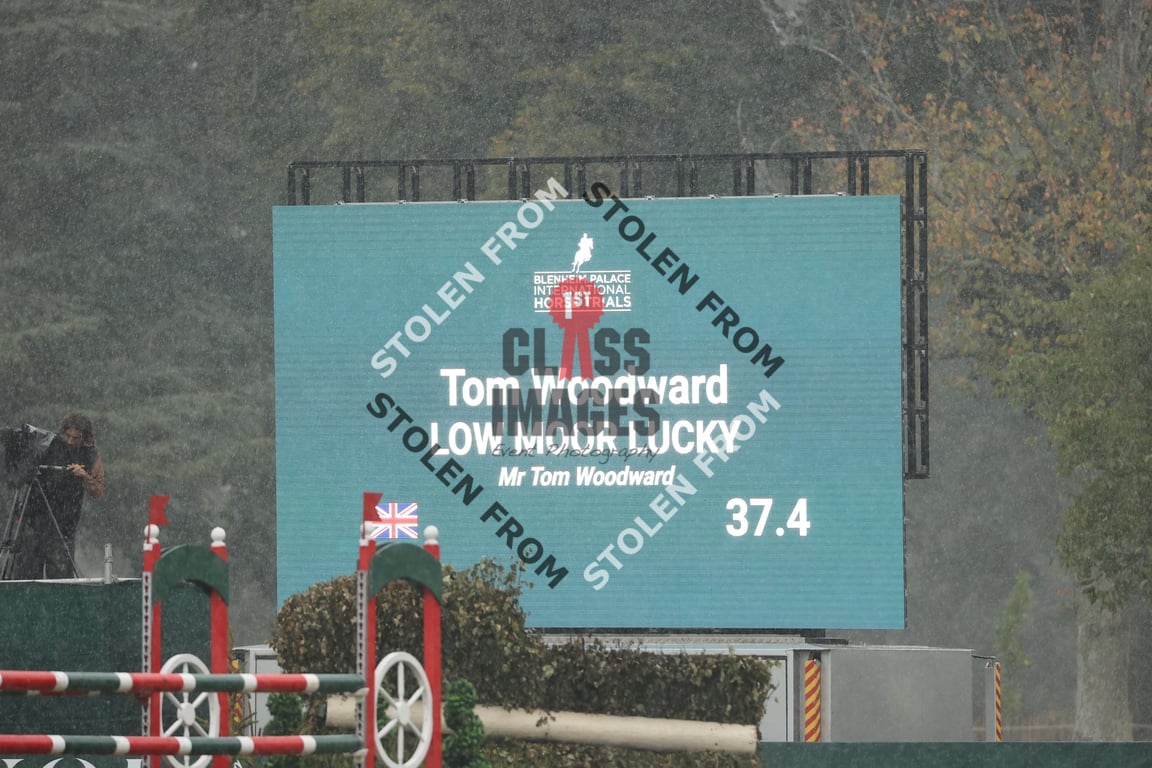 BLENHEIM PALACE
INTERNATIONAL
HORSE TRIALS
1ST
CLASS
IMAGES
Event Photography
STOLEN FROM
STOLEN FROM
STOLEN FROM
STOLEN FROM
Tom Woodward
LOW MOOR LUCKY
Mr Tom Woodward
37.4